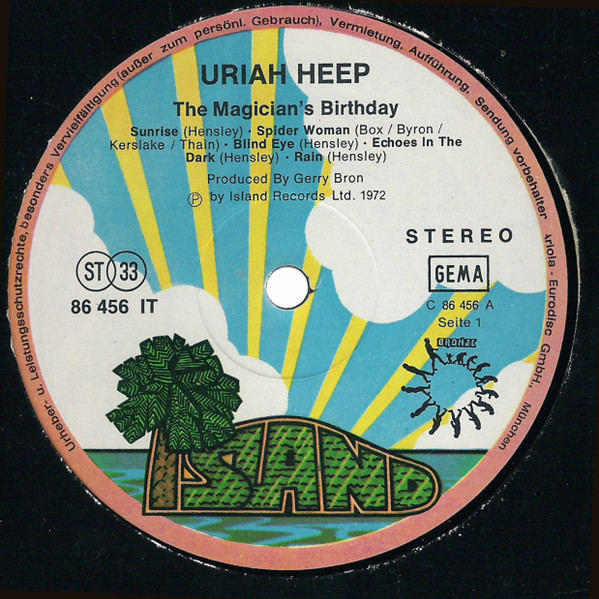 Urheber- u. Leistungsschutzrechte, besonders Vervielfältigung (außer zum persönl. Gebrauch), Vermietung, Aufführung, Sendung vorbehalten Ariola - Eurodisc GmbH., München
URIAH HEEP
The Magician's Birthday
Sunrise (Hensley) · Spider Woman (Box / Byron /
Kerslake / Thain) · Blind Eye (Hensley) · Echoes In The
Dark (Hensley) · Rain (Hensley)
Produced By Gerry Bron
Ⓟ by Island Records Ltd. 1972
STEREO
ST 33
GEMA
86 456 IT
C 86 456 A
Seite 1
BRONZE
ISLAND